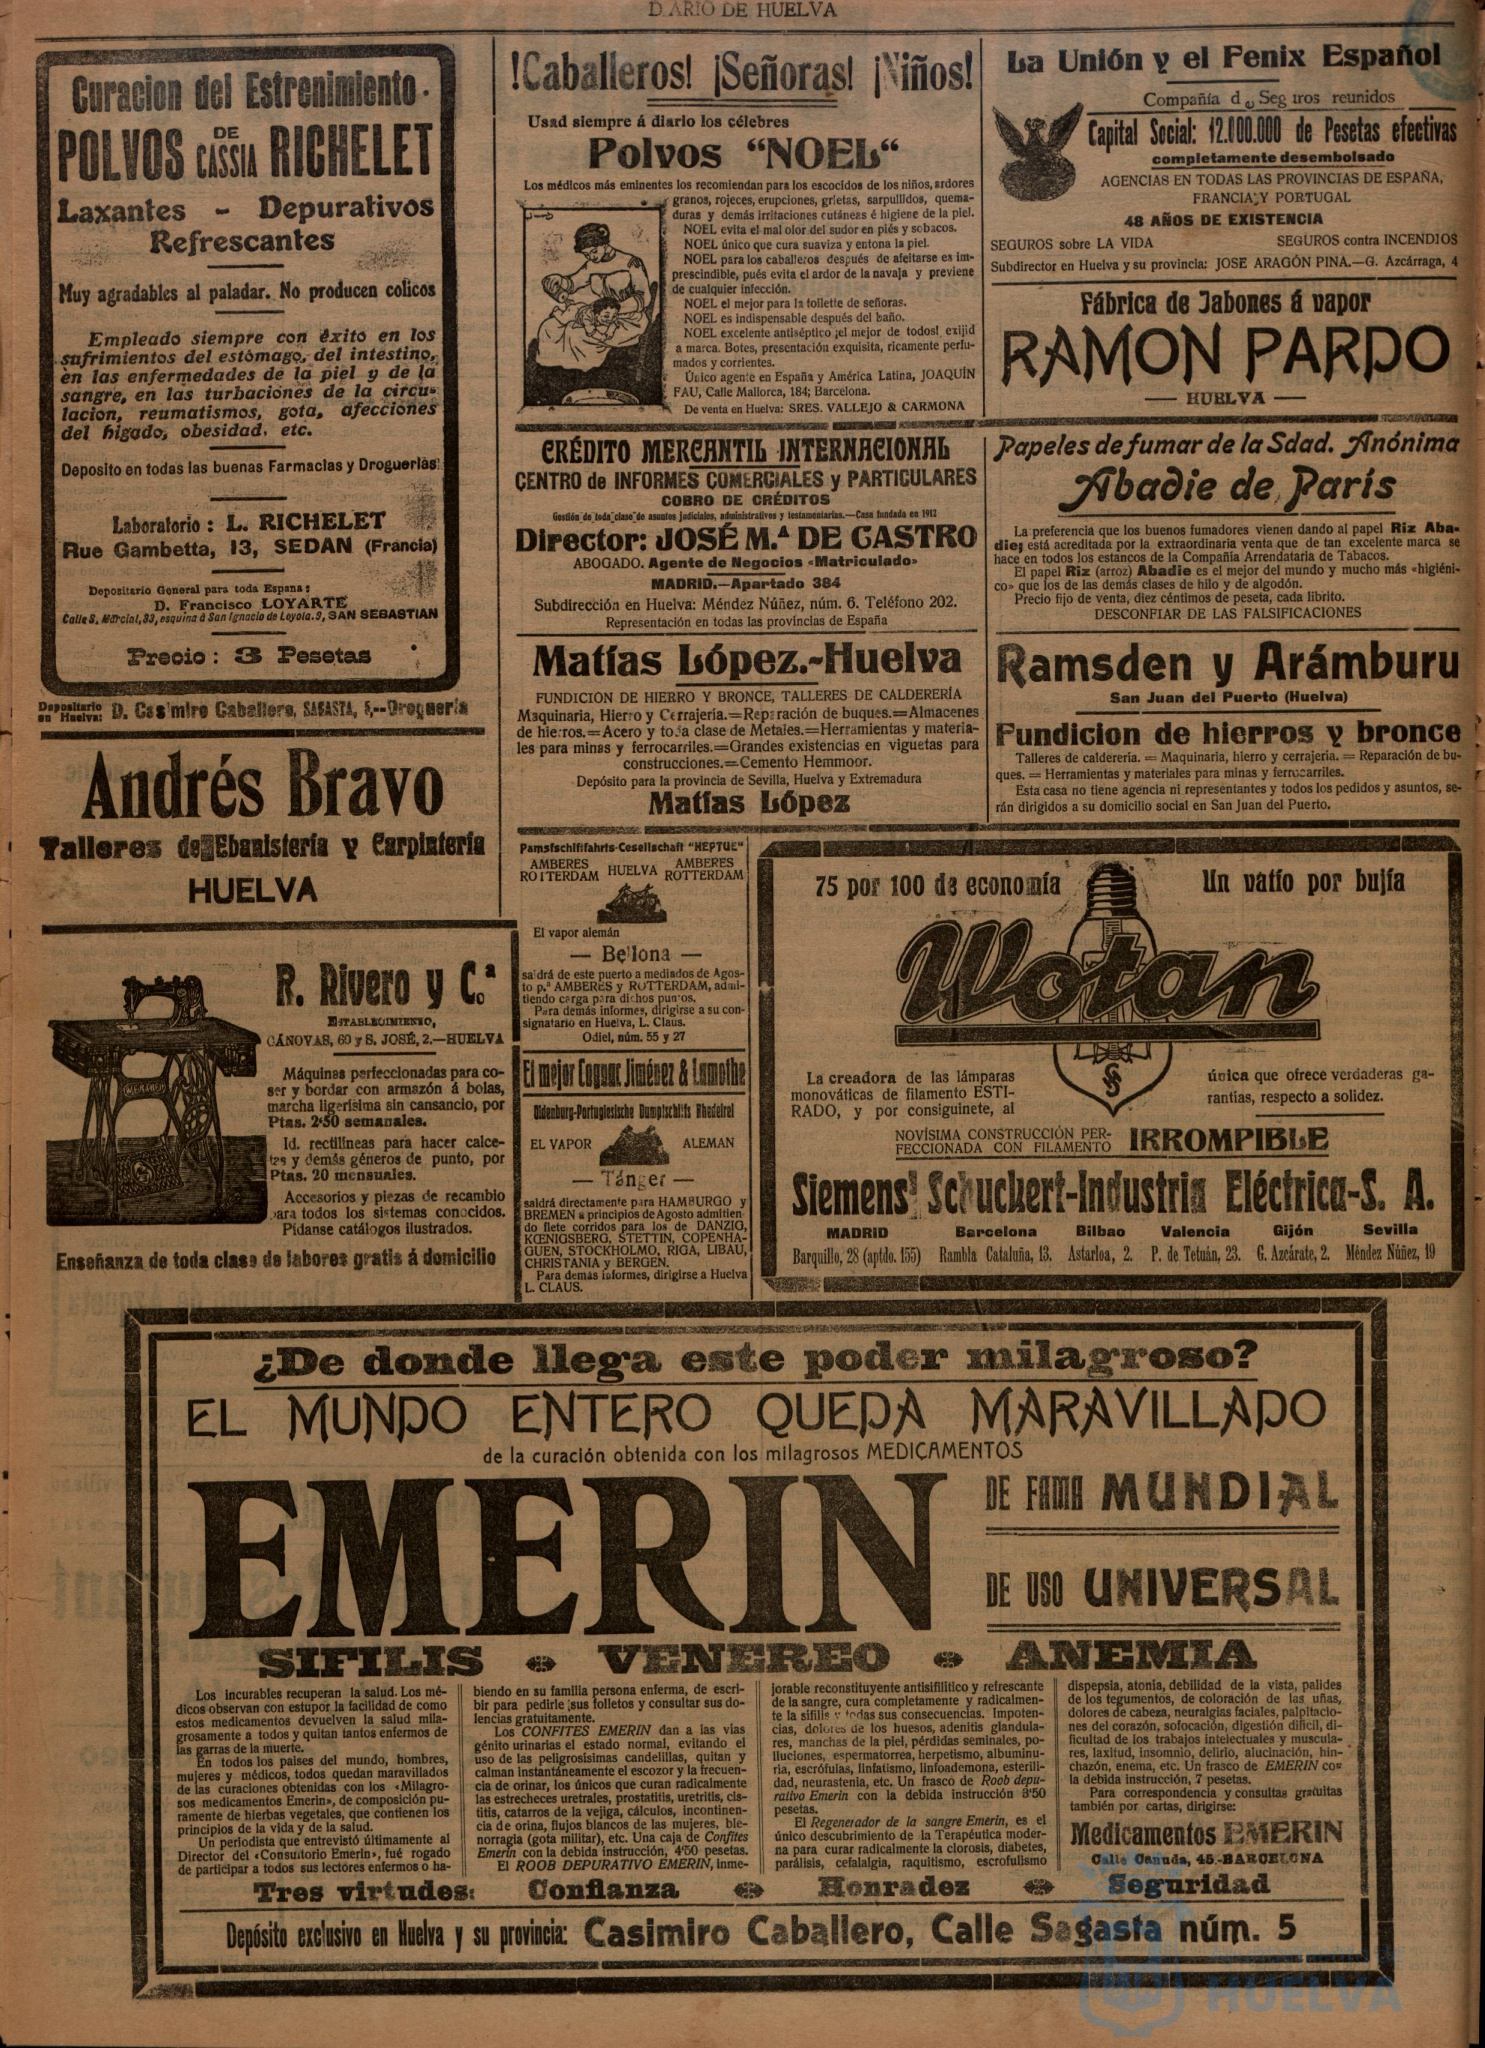 DIARIO DE HUELVA
Curacion del Estrenimiento
POLVOS DE CASSIA RICHELET
Laxantes - Depurativos
Refrescantes
Muy agradables al paladar. No producen colicos
Empleado siempre con éxito en los
sufrimientos del estómago, del intestino,
en las enfermedades de la piel y de la
sangre, en las turbaciones de la circu-
lacion, reumatismos, gota, afecciones
del higado, obesidad, etc.
Deposito en todas las buenas Farmacias y Droguerias
Laboratorio : L. RICHELET
Rue Gambetta, 13, SEDAN (Francia)
Depositario General para toda Espana:
D. Francisco LOYARTE
Calle S. Marcial, 33, esquina á San Ignacio de Loyola. 9, SAN SEBASTIAN
Precio : 3 Pesetas
Depositario en Huelva: D. Casimiro Caballero, SAGASTA, 5,--Droguería
Andrés Bravo
Talleres de Ebanistería y Carpintería
HUELVA
R. Rivero y C.ª
ESTABLECIMIENTO,
CÁNOVAS, 60 y S. JOSÉ, 2.—HUELVA
Máquinas perfeccionadas para co-
ser y bordar con armazón á bolas,
marcha ligerísima sin cansancio, por
Ptas. 2'50 semanales.
Id. rectilíneas para hacer calce-
tes y demás géneros de punto, por
Ptas. 20 mensuales.
Accesorios y piezas de recambio
para todos los sistemas conocidos.
Pídanse catálogos ilustrados.
Enseñanza de toda clase de labores gratis á domicilio
!Caballeros! ¡Señoras! ¡Niños!
Usad siempre á diario los célebres
Polvos "NOEL"
Los médicos más eminentes los recomiendan para los escocidos de los niños, ardores
granos, rojeces, erupciones, grietas, sarpullidos, quema-
duras y demás irritaciones cutáneas é higiene de la piel.
NOEL evita el mal olor del sudor en piés y sobacos.
NOEL único que cura suaviza y entona la piel.
NOEL para los caballeros después de afeitarse es im-
prescindible, pués evita el ardor de la navaja y previene
de cualquier infección.
NOEL el mejor para la toilette de señoras.
NOEL es indispensable después del baño.
NOEL excelente antiséptico ¡el mejor de todos! exijid
a marca. Botes, presentación exquisita, ricamente perfu-
mados y corrientes.
Único agente en España y América Latina, JOAQUÍN
FAU, Calle Mallorca, 184; Barcelona.
De venta en Huelva: SRES. VALLEJO & CARMONA
CRÉDITO MERCANTIL INTERNACIONAL
CENTRO de INFORMES COMERCIALES y PARTICULARES
COBRO DE CRÉDITOS
Gestión de toda clase de asuntos judiciales, administrativos y testamentarías.—Casa fundada en 1912
Director: JOSÉ M.ª DE CASTRO
ABOGADO. Agente de Negocios «Matriculado»
MADRID.—Apartado 384
Subdirección en Huelva: Méndez Núñez, núm. 6. Teléfono 202.
Representación en todas las provincias de España
Matías López.-Huelva
FUNDICION DE HIERRO Y BRONCE, TALLERES DE CALDERERÍA
Maquinaria, Hierro y Cerrajería.=Reparación de buques.=Almacenes
de hierros.=Acero y toda clase de Metales.=Herramientas y materia-
les para minas y ferrocarriles.=Grandes existencias en viguetas para
construcciones.=Cemento Hemmoor.
Depósito para la provincia de Sevilla, Huelva y Extremadura
Matías López
Pamsfschififahrts-Cesellschaft "NEPTUE"
AMBERES HUELVA AMBERES
ROTTERDAM ROTTERDAM
El vapor alemán
— Bellona —
saldrá de este puerto a mediados de Agos-
to p.ª AMBERES y ROTTERDAM, admi-
tiendo carga para dichos puntos.
Para demás informes, dirigirse a su con-
signatario en Huelva, L. Claus.
Odiel, núm. 55 y 27
El mejor Cognac Jiménez & Lamothe
Oldenburg-Portugiesische Dumptschifts Rhederei
EL VAPOR ALEMAN
— Tánger —
saldrá directamente para HAMBURGO y
BREMEN a principios de Agosto admitien-
do flete corridos para los de DANZIG,
KŒNIGSBERG, STETTIN, COPENHA-
GUEN, STOCKHOLMO, RIGA, LIBAU,
CHRISTANIA y BERGEN.
Para demás informes, dirigirse a Huelva
L. CLAUS.
La Unión y el Fenix Español
Compañía de Seguros reunidos
Capital Social: 12.000.000 de Pesetas efectivas
completamente desembolsado
AGENCIAS EN TODAS LAS PROVINCIAS DE ESPAÑA,
FRANCIA Y PORTUGAL
48 AÑOS DE EXISTENCIA
SEGUROS sobre LA VIDA SEGUROS contra INCENDIOS
Subdirector en Huelva y su provincia: JOSE ARAGÓN PINA.—G. Azcárraga, 4
Fábrica de Jabones á vapor
RAMON PARDO
— HUELVA —
Papeles de fumar de la Sdad. Anónima
Abadie de París
La preferencia que los buenos fumadores vienen dando al papel Riz Aba-
die; está acreditada por la extraordinaria venta que de tan excelente marca se
hace en todos los estancos de la Compañía Arrendataria de Tabacos.
El papel Riz (arroz) Abadie es el mejor del mundo y mucho más «higiéni-
co» que los de las demás clases de hilo y de algodón.
Precio fijo de venta, diez céntimos de peseta, cada librito.
DESCONFIAR DE LAS FALSIFICACIONES
Ramsden y Arámburu
San Juan del Puerto (Huelva)
Fundicion de hierros y bronce
Talleres de calderería. = Maquinaria, hierro y cerrajería. = Reparación de bu-
ques. = Herramientas y materiales para minas y ferrocarriles.
Esta casa no tiene agencia ni representantes y todos los pedidos y asuntos, se-
rán dirigidos a su domicilio social en San Juan del Puerto.
75 por 100 de economía Un vatio por bujía
Wotan
La creadora de las lámparas
monováticas de filamento ESTI-
RADO, y por consiguinete, al
única que ofrece verdaderas ga-
rantias, respecto a solidez.
NOVÍSIMA CONSTRUCCIÓN PER-
FECCIONADA CON FILAMENTO IRROMPIBLE
Siemens Schuckert-Industria Eléctrica-S. A.
MADRID Barcelona Bilbao Valencia Gijón Sevilla
Barquillo, 28 (aptdo. 155) Rambla Cataluña, 13. Astarloa, 2. P. de Tetuán, 23. G. Azcárate, 2. Méndez Núñez, 19
¿De donde llega este poder milagroso?
EL MUNDO ENTERO QUEDA MARAVILLADO
de la curación obtenida con los milagrosos MEDICAMENTOS
EMERIN
DE FAMA MUNDIAL
DE USO UNIVERSAL
SIFILIS VENEREO ANEMIA
Los incurables recuperan la salud. Los mé-
dicos observan con estupor la facilidad de como
estos medicamentos devuelven la salud mila-
grosamente a todos y quitan tantos enfermos de
las garras de la muerte.
En todos los paises del mundo, hombres,
mujeres y médicos, todos quedan maravillados
de las curaciones obtenidas con los «Milagro-
sos medicamentos Emerin», de composición pu-
ramente de hierbas vegetales, que contienen los
principios de la vida y de la salud.
Un periodista que entrevistó últimamente al
Director del «Consultorio Emerin», fué rogado
de participar a todos sus lectores enfermos o ha-
biendo en su familia persona enferma, de escri-
bir para pedirle sus folletos y consultar sus do-
lencias gratuitamente.
Los CONFITES EMERIN dan a las vias
génito urinarias el estado normal, evitando el
uso de las peligrosísimas candelillas, quitan y
calman instantáneamente el escozor y la frecuen-
cia de orinar, los únicos que curan radicalmente
las estrecheces uretrales, prostatitis, uretritis, cis-
titis, catarros de la vejiga, cálculos, incontinen-
cia de orina, flujos blancos de las mujeres, ble-
norragia (gota militar), etc. Una caja de Confites
Emerin con la debida instrucción, 4'50 pesetas.
El ROOB DEPURATIVO EMERIN, inme-
jorable reconstituyente antisifilítico y refrescante
de la sangre, cura completamente y radicalmen-
te la sifilis y todas sus consecuencias. Impoten-
cias, dolores de los huesos, adenitis glandula-
res, manchas de la piel, pérdidas seminales, po-
lluciones, espermatorrea, herpetismo, albuminu-
ria, escrófulas, linfatismo, linfoademona, esterili-
dad, neurastenia, etc. Un frasco de Roob depu-
rativo Emerin con la debida instrucción 3'50
pesetas.
El Regenerador de la sangre Emerin, es el
único descubrimiento de la Terapéutica moder-
na para curar radicalmente la clorosis, diabetes,
parálisis, cefalalgia, raquitismo, escrofulismo
dispepsia, atonia, debilidad de la vista, palides
de los tegumentos, de coloración de las uñas,
dolores de cabeza, neuralgias faciales, palpitacio-
nes del corazón, sofocación, digestión dificil, di-
ficultad de los trabajos intelectuales y muscula-
res, laxitud, insomnio, delirio, alucinación, hin-
chazón, enema, etc. Un frasco de EMERIN con
la debida instrucción, 7 pesetas.
Para correspondencia y consultas gratuitas
también por cartas, dirigirse:
Medicamentos EMERIN
Calle Canuda, 45.-BARCELONA
Tres virtudes: Confianza Honradez Seguridad
Depósito exclusivo en Huelva y su provincia: Casimiro Caballero, Calle Sagasta núm. 5
HUELVA